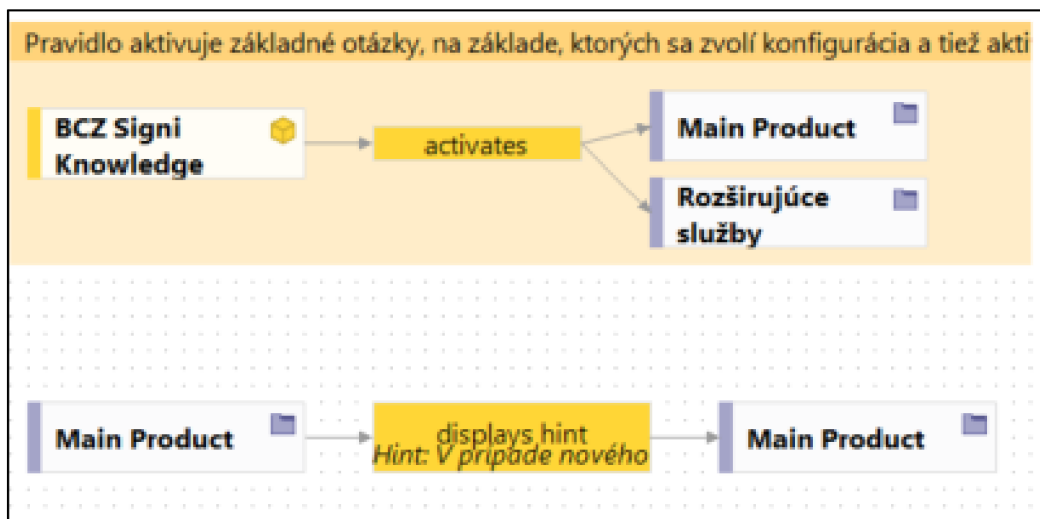 Pravidlo aktivuje základné otázky, na základe, ktorých sa zvolí konfigurácia a tiež akti
BCZ Signi
Knowledge
activates
Main Product
Rozširujúce
služby
Main Product
displays hint
Hint: V prípade nového
Main Product